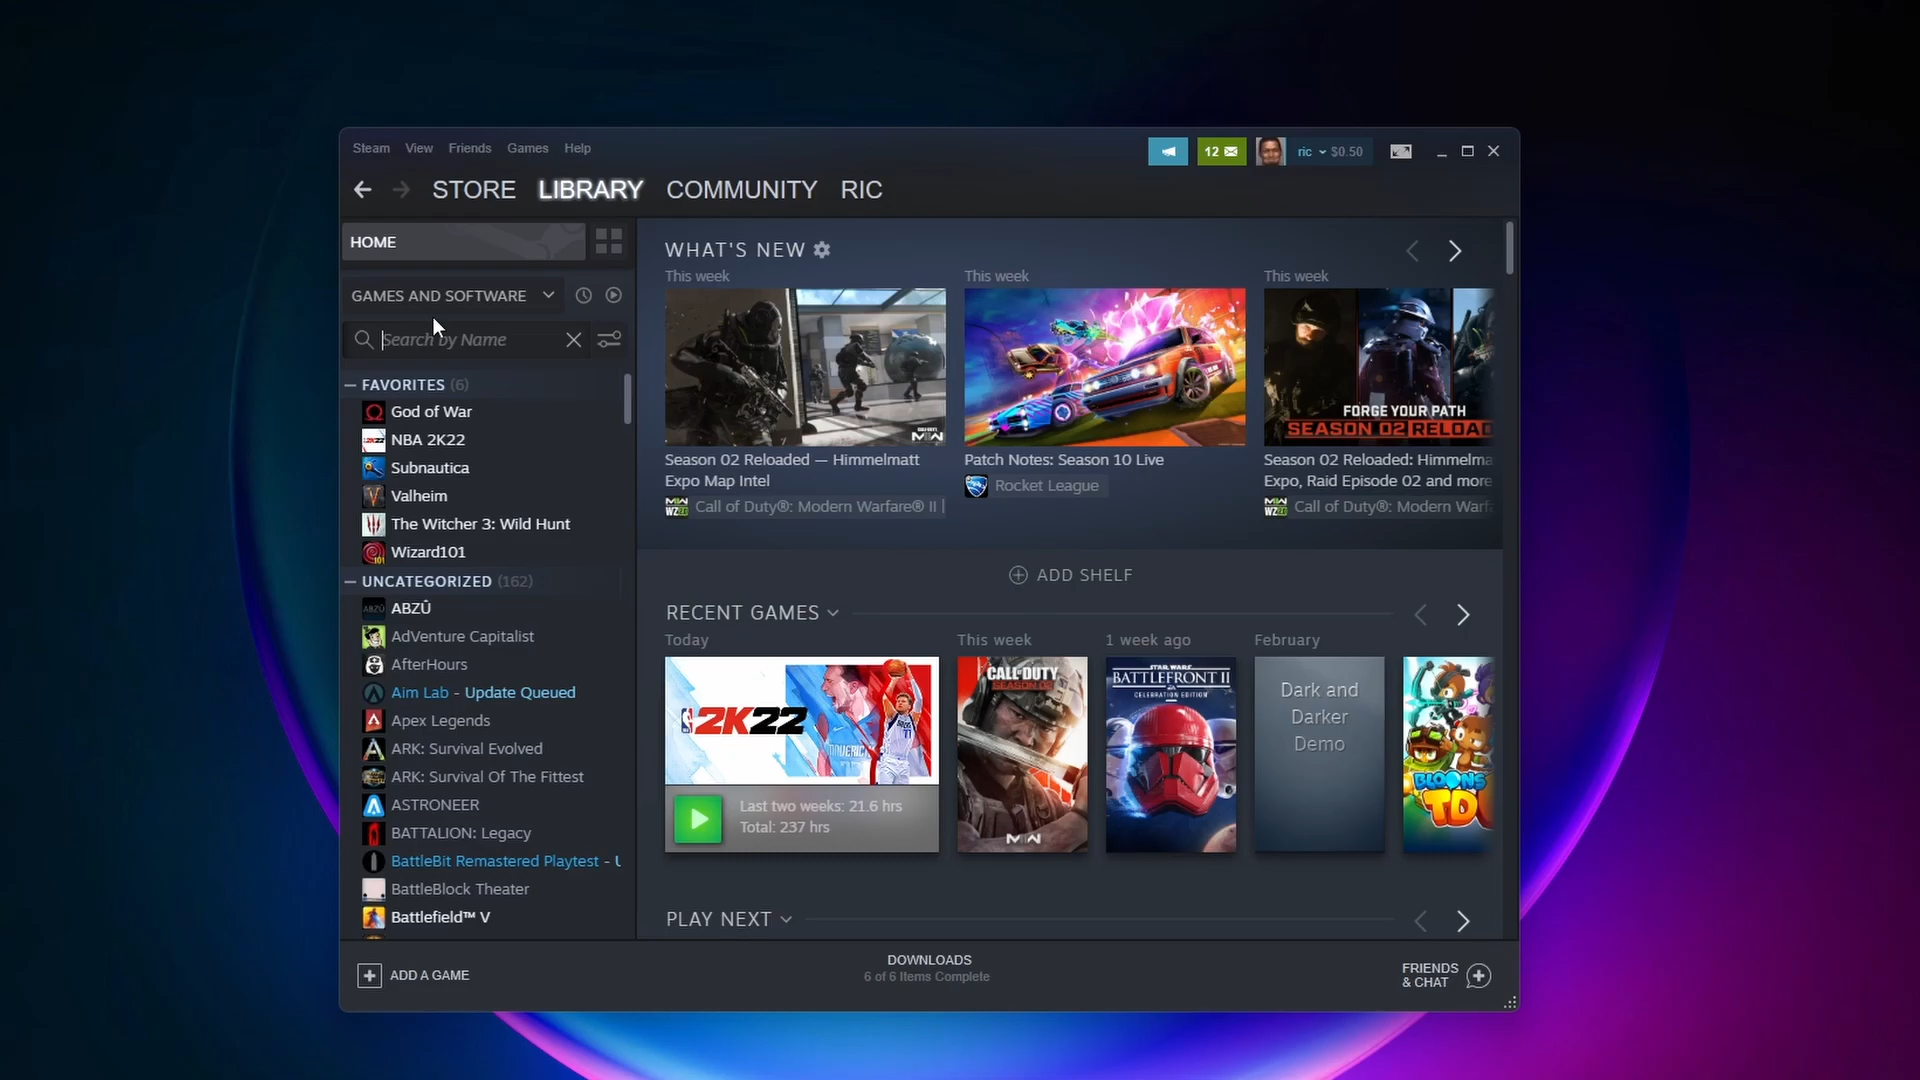 Steam View Friends Games Help
12
ric $0.50
STORE LIBRARY COMMUNITY RIC
HOME
GAMES AND SOFTWARE
Search by Name
FAVORITES (6)
God of War
NBA 2K22
Subnautica
Valheim
The Witcher 3: Wild Hunt
Wizard101
UNCATEGORIZED (162)
ABZÛ
AdVenture Capitalist
AfterHours
Aim Lab - Update Queued
Apex Legends
ARK: Survival Evolved
ARK: Survival Of The Fittest
ASTRONEER
BATTALION: Legacy
BattleBit Remastered Playtest - U
BattleBlock Theater
Battlefield™ V
WHAT'S NEW
This week
This week
This week
FORGE YOUR PATH
SEASON 02 RELOAD
Season 02 Reloaded — Himmelmatt
Expo Map Intel
Call of Duty®: Modern Warfare® II |
Patch Notes: Season 10 Live
Rocket League
Season 02 Reloaded: Himmelma
Expo, Raid Episode 02 and more
Call of Duty®: Modern Warf
ADD SHELF
RECENT GAMES
Today
This week
1 week ago
February
2K22
Last two weeks: 21.6 hrs
Total: 237 hrs
CALL OF DUTY
SEASON 02
STAR WARS
BATTLEFRONT II
CELEBRATION EDITION
Dark and
Darker
Demo
BLOONS
TD
PLAY NEXT
ADD A GAME
DOWNLOADS
6 of 6 Items Complete
FRIENDS
& CHAT